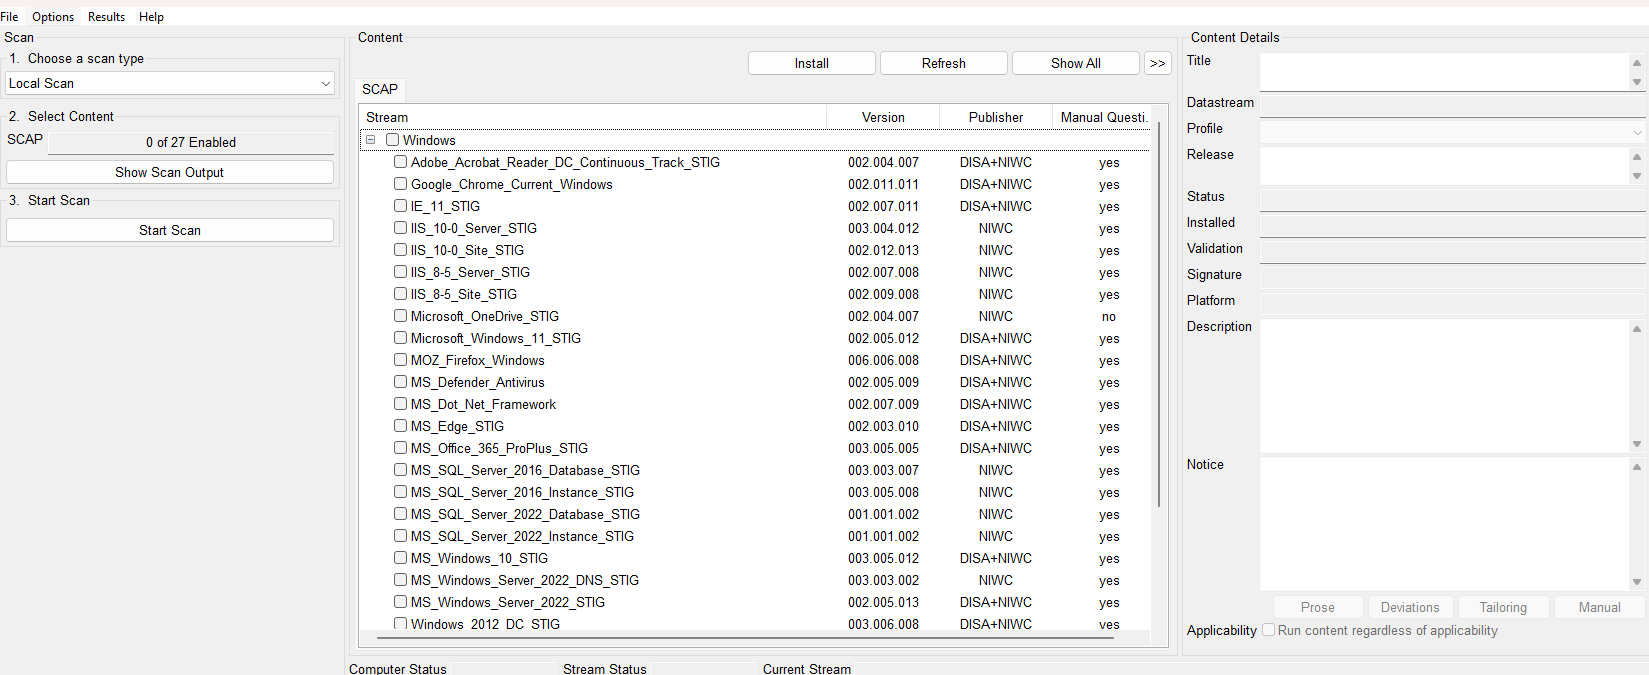 File Options Results Help
Scan
1. Choose a scan type
Local Scan
2. Select Content
SCAP 0 of 27 Enabled
Show Scan Output
3. Start Scan
Start Scan
Content
Install Refresh Show All >>
SCAP
Stream Version Publisher Manual Questi.
Windows
Adobe_Acrobat_Reader_DC_Continuous_Track_STIG 002.004.007 DISA+NIWC yes
Google_Chrome_Current_Windows 002.011.011 DISA+NIWC yes
IE_11_STIG 002.007.011 DISA+NIWC yes
IIS_10-0_Server_STIG 003.004.012 NIWC yes
IIS_10-0_Site_STIG 002.012.013 NIWC yes
IIS_8-5_Server_STIG 002.007.008 NIWC yes
IIS_8-5_Site_STIG 002.009.008 NIWC yes
Microsoft_OneDrive_STIG 002.004.007 NIWC no
Microsoft_Windows_11_STIG 002.005.012 DISA+NIWC yes
MOZ_Firefox_Windows 006.006.008 DISA+NIWC yes
MS_Defender_Antivirus 002.005.009 DISA+NIWC yes
MS_Dot_Net_Framework 002.007.009 DISA+NIWC yes
MS_Edge_STIG 002.003.010 DISA+NIWC yes
MS_Office_365_ProPlus_STIG 003.005.005 DISA+NIWC yes
MS_SQL_Server_2016_Database_STIG 003.003.007 NIWC yes
MS_SQL_Server_2016_Instance_STIG 003.005.008 NIWC yes
MS_SQL_Server_2022_Database_STIG 001.001.002 NIWC yes
MS_SQL_Server_2022_Instance_STIG 001.001.002 NIWC yes
MS_Windows_10_STIG 003.005.012 DISA+NIWC yes
MS_Windows_Server_2022_DNS_STIG 003.003.002 NIWC yes
MS_Windows_Server_2022_STIG 002.005.013 DISA+NIWC yes
Windows_2012_DC_STIG 003.006.008 DISA+NIWC yes
Content Details
Title
Datastream
Profile
Release
Status
Installed
Validation
Signature
Platform
Description
Notice
Prose Deviations Tailoring Manual
Applicability Run content regardless of applicability
Computer Status Stream Status Current Stream